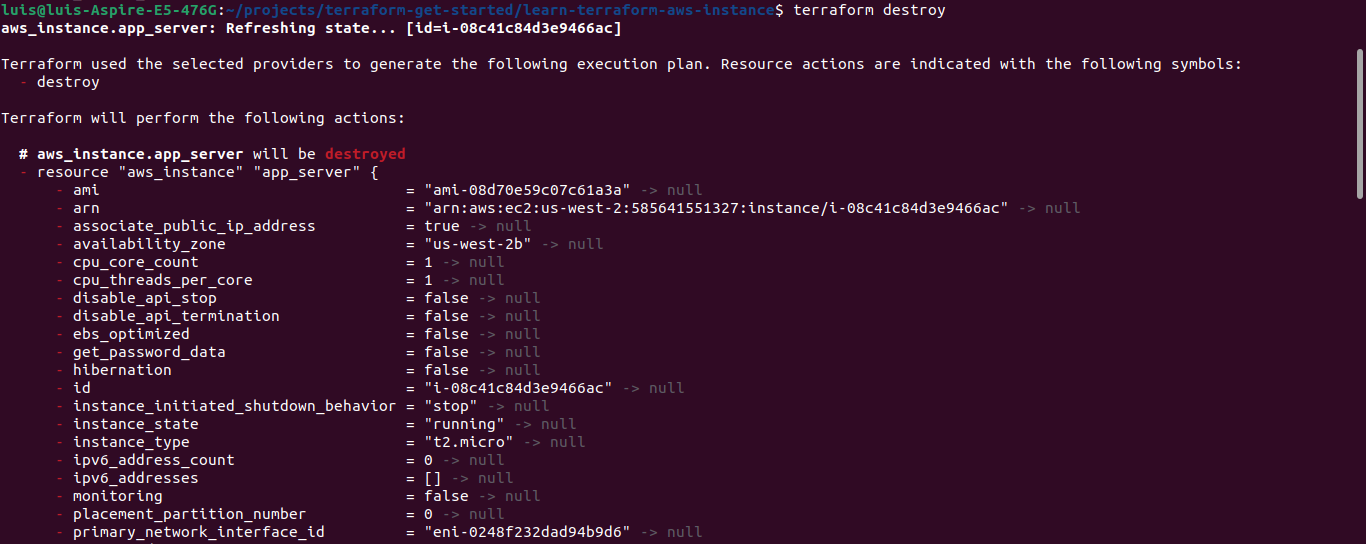 luis@luis-Aspire-E5-476G:~/projects/terraform-get-started/learn-terraform-aws-instance$ terraform destroy
aws_instance.app_server: Refreshing state... [id=i-08c41c84d3e9466ac]
Terraform used the selected providers to generate the following execution plan. Resource actions are indicated with the following symbols:
- destroy
Terraform will perform the following actions:
# aws_instance.app_server will be destroyed
- resource "aws_instance" "app_server" {
- ami = "ami-08d70e59c07c61a3a" -> null
- arn = "arn:aws:ec2:us-west-2:585641551327:instance/i-08c41c84d3e9466ac" -> null
- associate_public_ip_address = true -> null
- availability_zone = "us-west-2b" -> null
- cpu_core_count = 1 -> null
- cpu_threads_per_core = 1 -> null
- disable_api_stop = false -> null
- disable_api_termination = false -> null
- ebs_optimized = false -> null
- get_password_data = false -> null
- hibernation = false -> null
- id = "i-08c41c84d3e9466ac" -> null
- instance_initiated_shutdown_behavior = "stop" -> null
- instance_state = "running" -> null
- instance_type = "t2.micro" -> null
- ipv6_address_count = 0 -> null
- ipv6_addresses = [] -> null
- monitoring = false -> null
- placement_partition_number = 0 -> null
- primary_network_interface_id = "eni-0248f232dad94b9d6" -> null